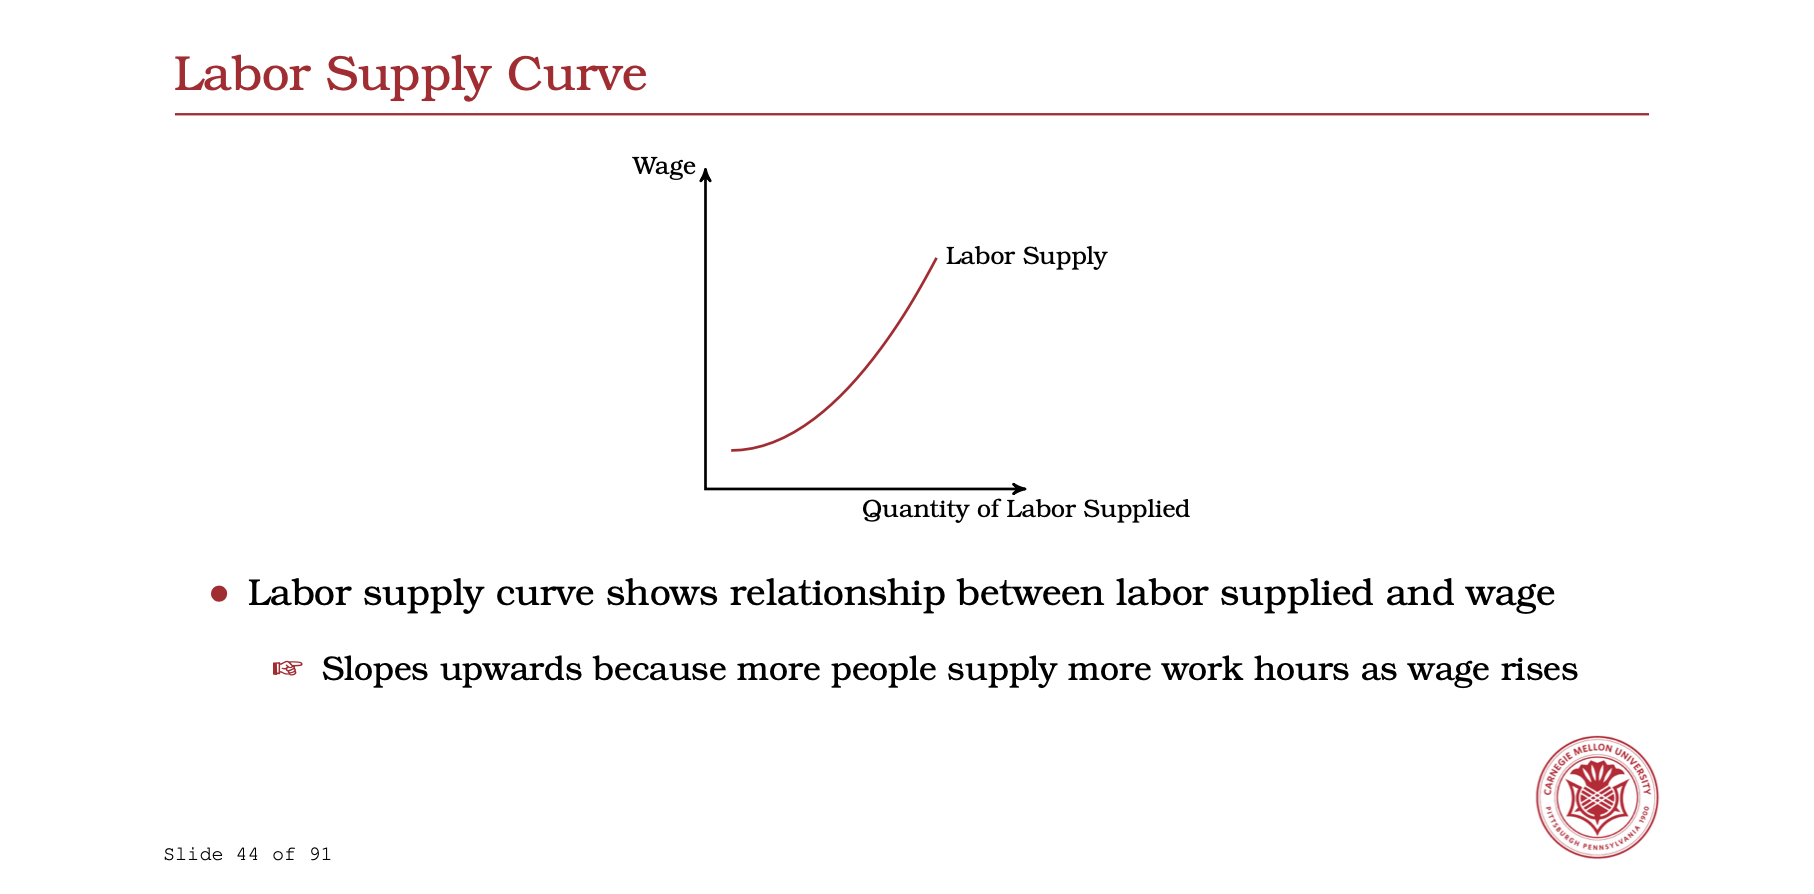 Labor Supply Curve
Wage
Labor Supply
Quantity of Labor Supplied
Labor supply curve shows relationship between labor supplied and wage
Slopes upwards because more people supply more work hours as wage rises
CARNEGIE MELLON UNIVERSITY
PITTSBURGH PENNSYLVANIA 1900
Slide 44 of 91